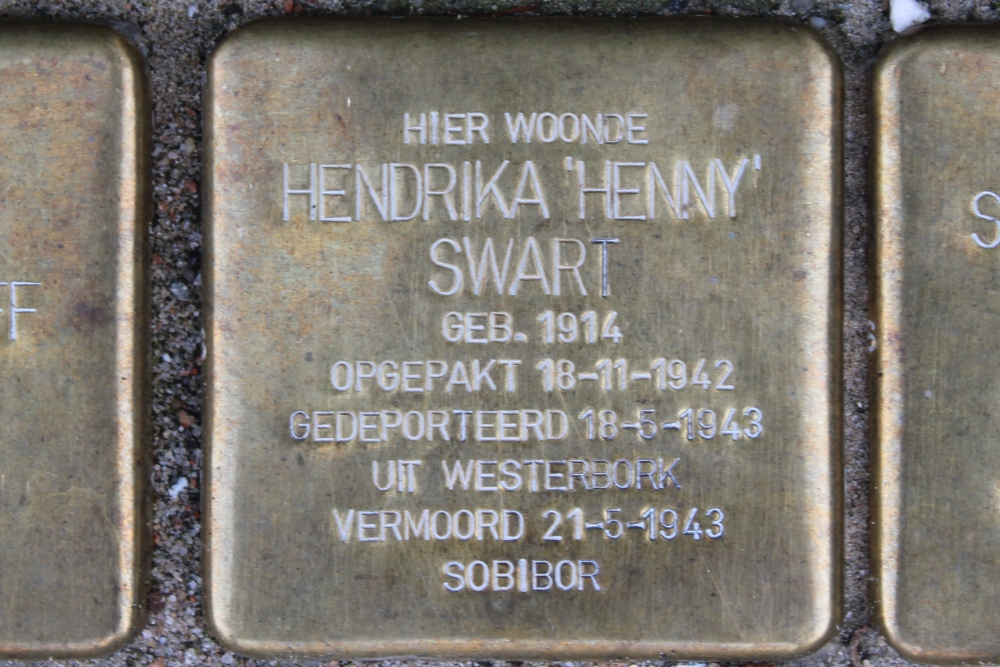 HIER WOONDE
HENDRIKA 'HENNY'
SWART
GEB. 1914
OPGEPAKT 18-11-1942
GEDEPORTEERD 18-5-1943
UIT WESTERBORK
VERMOORD 21-5-1943
SOBIBOR